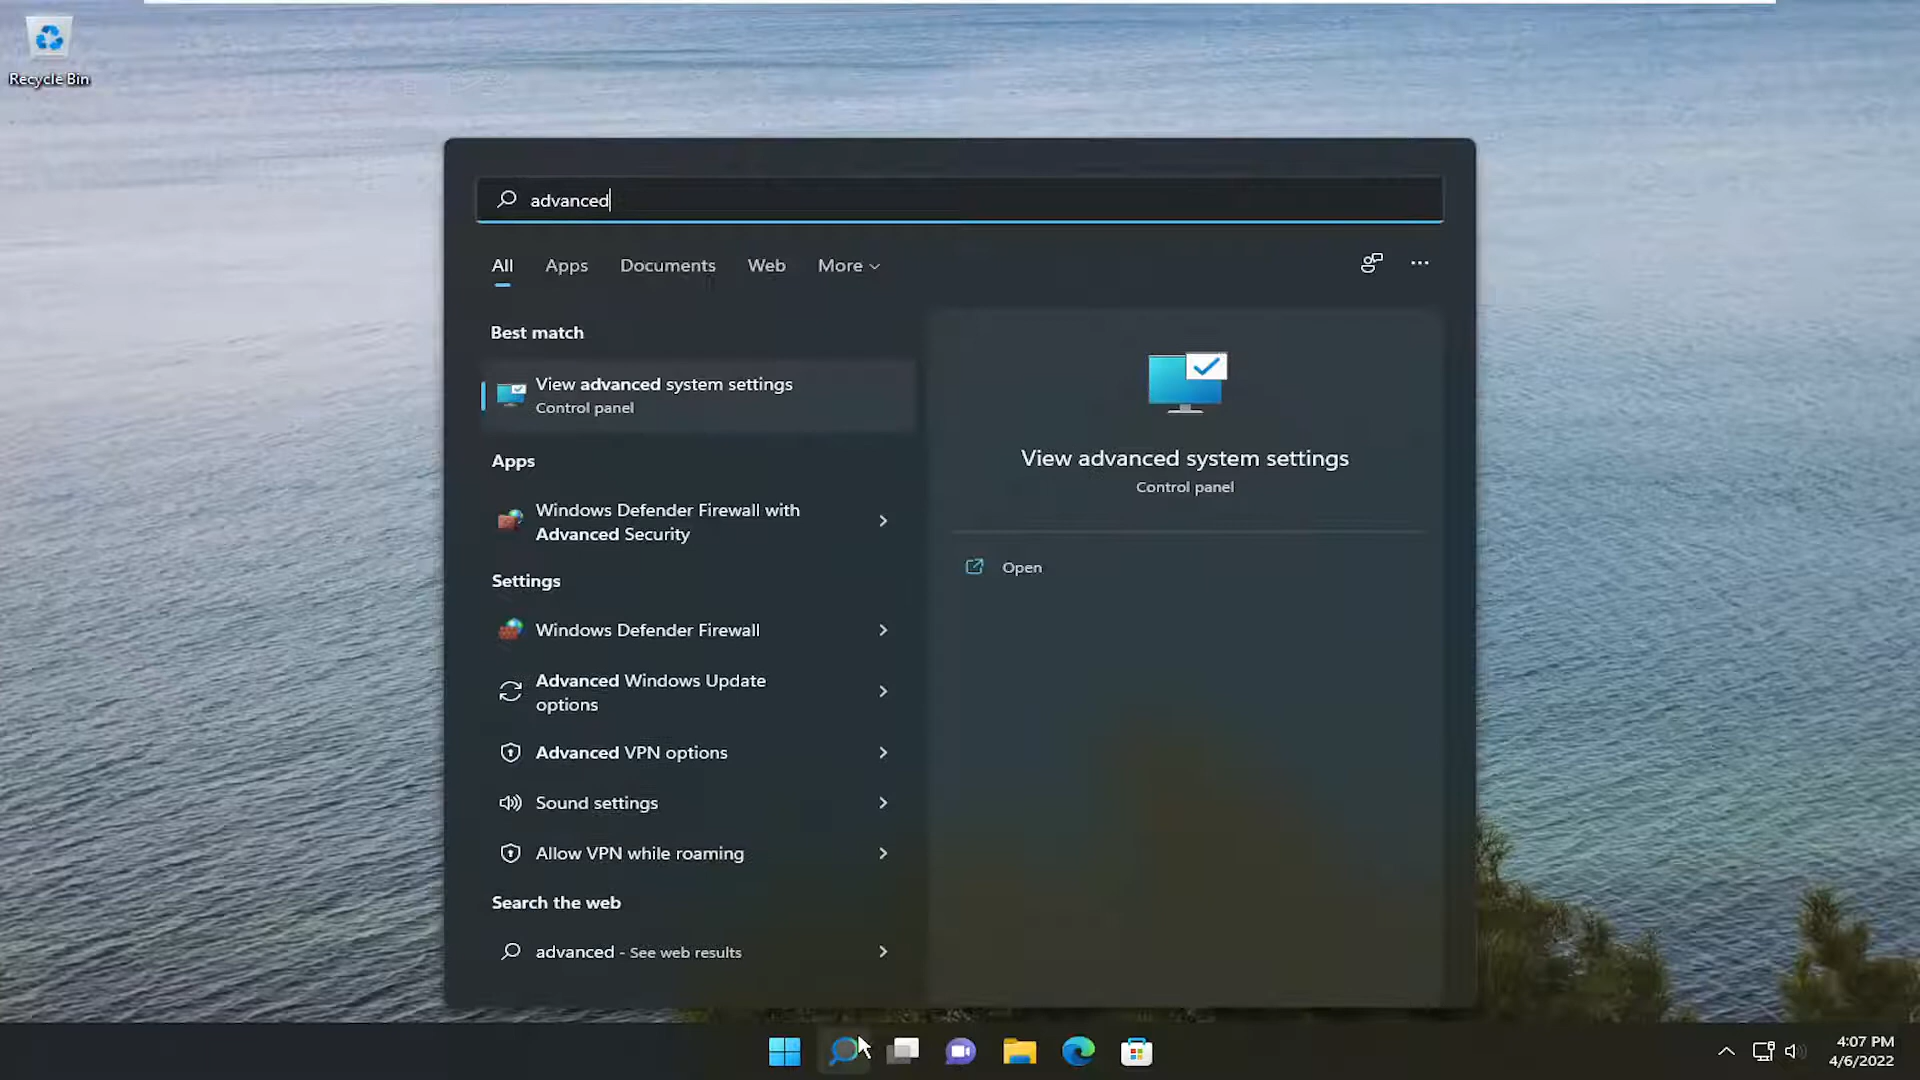 Recycle Bin
advanced
All Apps Documents Web More
Best match
View advanced system settings
Control panel
Apps
Windows Defender Firewall with
Advanced Security
Settings
Windows Defender Firewall
Advanced Windows Update
options
Advanced VPN options
Sound settings
Allow VPN while roaming
Search the web
advanced - See web results
View advanced system settings
Control panel
Open
4:07 PM
4/6/2022